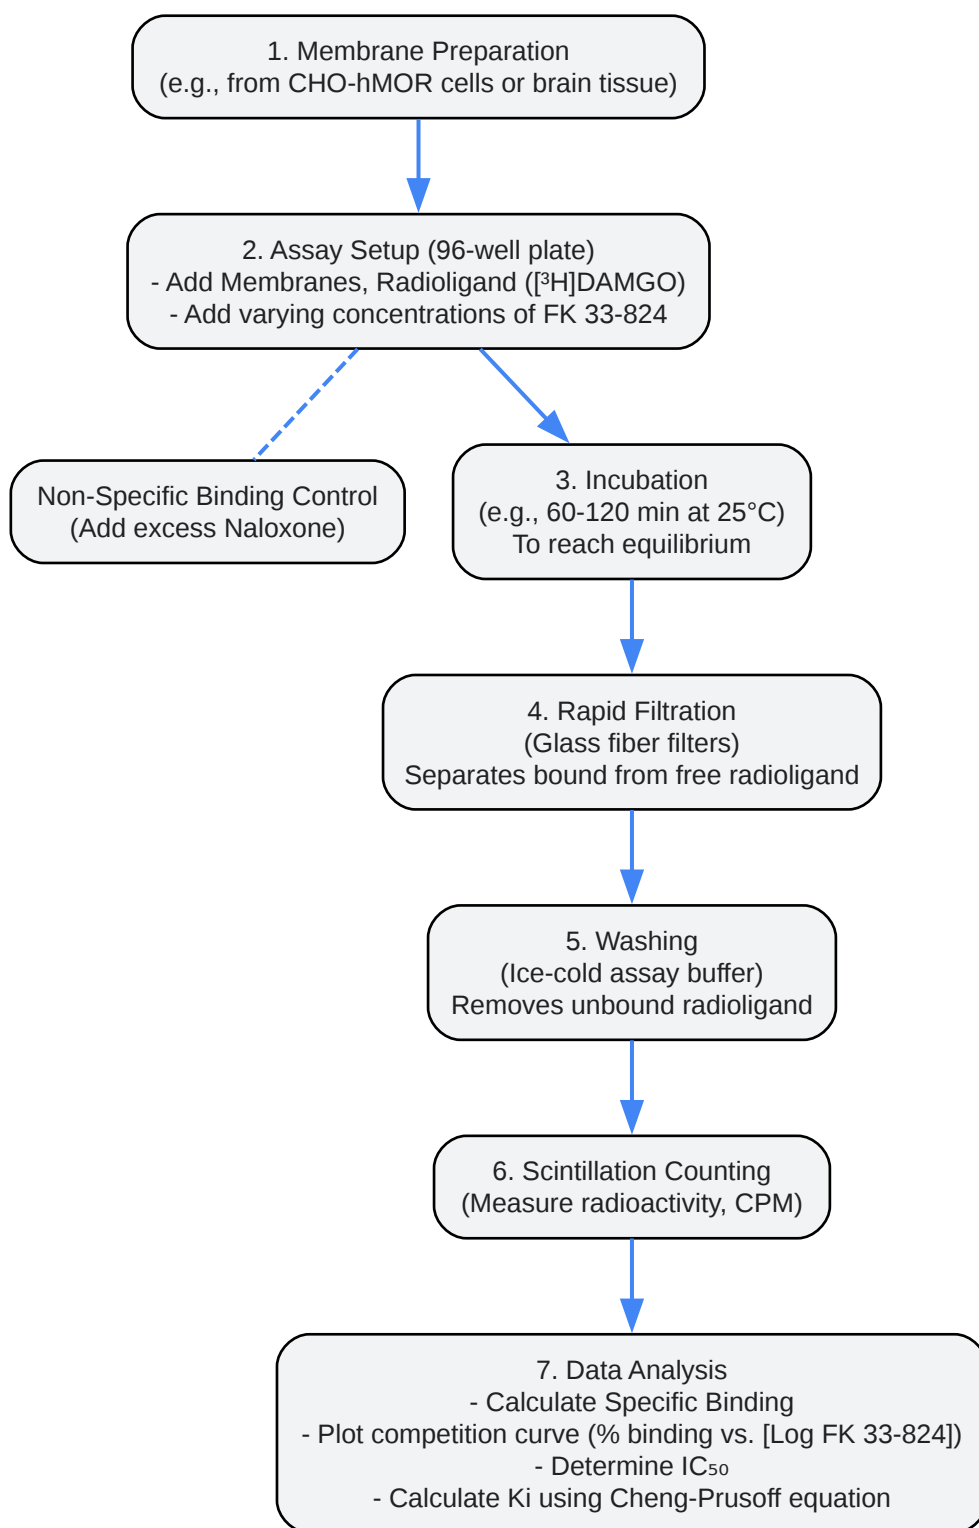 1. Membrane Preparation
(e.g., from CHO-hMOR cells or brain tissue)
2. Assay Setup (96-well plate)
- Add Membranes, Radioligand ([³H]DAMGO)
- Add varying concentrations of FK 33-824
Non-Specific Binding Control
(Add excess Naloxone)
3. Incubation
(e.g., 60-120 min at 25°C)
To reach equilibrium
4. Rapid Filtration
(Glass fiber filters)
Separates bound from free radioligand
5. Washing
(Ice-cold assay buffer)
Removes unbound radioligand
6. Scintillation Counting
(Measure radioactivity, CPM)
7. Data Analysis
- Calculate Specific Binding
- Plot competition curve (% binding vs. [Log FK 33-824])
- Determine IC₅₀
- Calculate Ki using Cheng-Prusoff equation